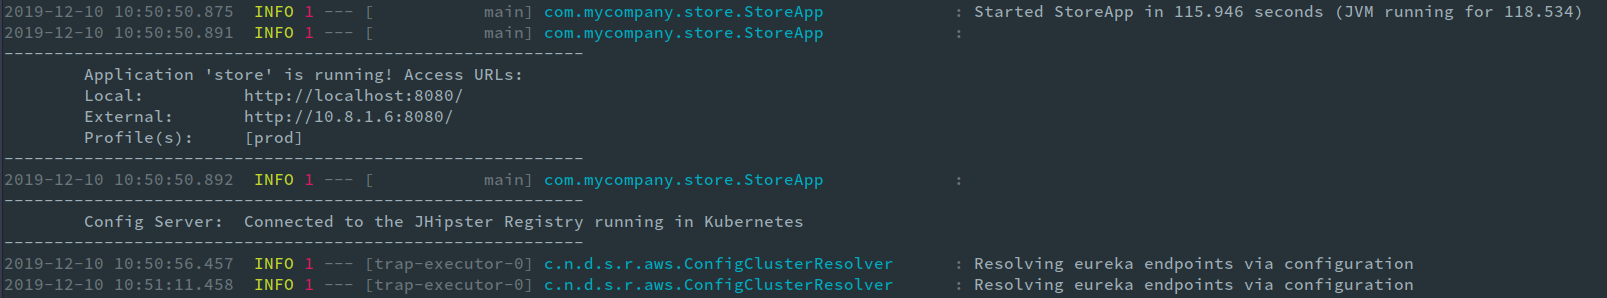 2019-12-10 10:50:50.875  INFO 1 --- [           main] com.mycompany.store.StoreApp             : Started StoreApp in 115.946 seconds (JVM running for 118.534)
2019-12-10 10:50:50.891  INFO 1 --- [           main] com.mycompany.store.StoreApp             :
----------------------------------------------------------
        Application 'store' is running! Access URLs:
        Local:          http://localhost:8080/
        External:       http://10.8.1.6:8080/
        Profile(s):     [prod]
----------------------------------------------------------
2019-12-10 10:50:50.892  INFO 1 --- [           main] com.mycompany.store.StoreApp             :
----------------------------------------------------------
        Config Server:  Connected to the JHipster Registry running in Kubernetes
----------------------------------------------------------
2019-12-10 10:50:56.457  INFO 1 --- [trap-executor-0] c.n.d.s.r.aws.ConfigClusterResolver      : Resolving eureka endpoints via configuration
2019-12-10 10:51:11.458  INFO 1 --- [trap-executor-0] c.n.d.s.r.aws.ConfigClusterResolver      : Resolving eureka endpoints via configuration